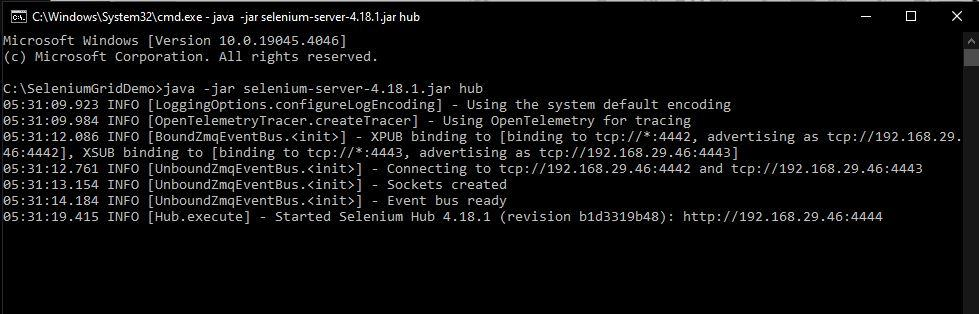 C:\Windows\System32\cmd.exe - java  -jar selenium-server-4.18.1.jar hub
Microsoft Windows [Version 10.0.19045.4046]
(c) Microsoft Corporation. All rights reserved.
C:\SeleniumGridDemo>java -jar selenium-server-4.18.1.jar hub
05:31:09.923 INFO [LoggingOptions.configureLogEncoding] - Using the system default encoding
05:31:09.984 INFO [OpenTelemetryTracer.createTracer] - Using OpenTelemetry for tracing
05:31:12.086 INFO [BoundZmqEventBus.<init>] - XPUB binding to [binding to tcp://*:4442, advertising as tcp://192.168.29.
46:4442], XSUB binding to [binding to tcp://*:4443, advertising as tcp://192.168.29.46:4443]
05:31:12.761 INFO [UnboundZmqEventBus.<init>] - Connecting to tcp://192.168.29.46:4442 and tcp://192.168.29.46:4443
05:31:13.154 INFO [UnboundZmqEventBus.<init>] - Sockets created
05:31:14.184 INFO [UnboundZmqEventBus.<init>] - Event bus ready
05:31:19.415 INFO [Hub.execute] - Started Selenium Hub 4.18.1 (revision b1d3319b48): http://192.168.29.46:4444